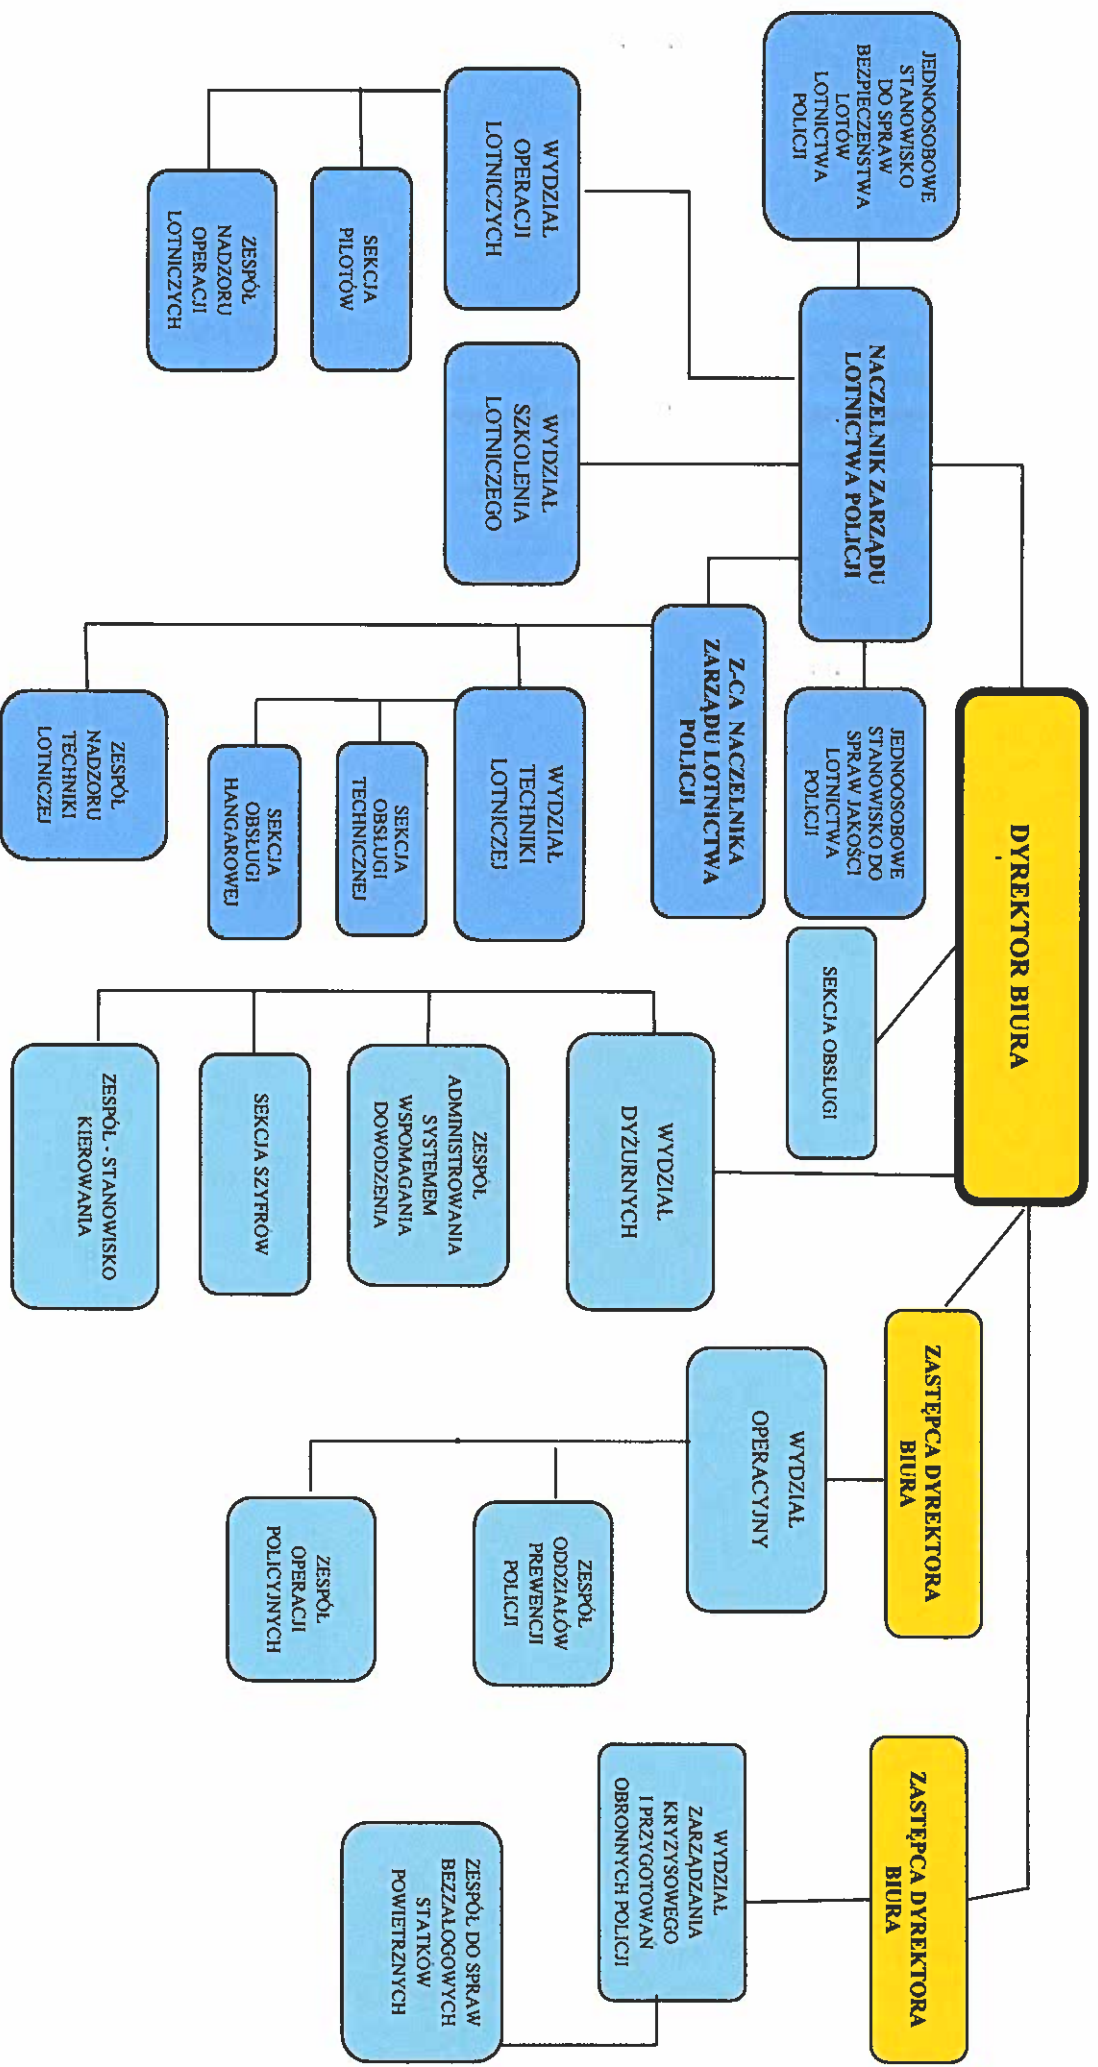 DYREKTOR BIURA
JEDNOOSOBOWE
STANOWISKO
DO SPRAW
BEZPIECZEŃSTWA
LOTÓW
LOTNICTWA
POLICJI
NACZELNIK ZARZĄDU
LOTNICTWA POLICJI
JEDNOOSOBOWE
STANOWISKO DO
SPRAW JAKOŚCI
LOTNICTWA
POLICJI
SEKCJA OBSŁUGI
ZASTĘPCA DYREKTORA
BIURA
ZASTĘPCA DYREKTORA
BIURA
Z-CA NACZELNIKA
ZARZĄDU LOTNICTWA
POLICJI
WYDZIAŁ
OPERACJI
LOTNICZYCH
WYDZIAŁ
SZKOLENIA
LOTNICZEGO
WYDZIAŁ
TECHNIKI
LOTNICZEJ
WYDZIAŁ
DYŻURNYCH
WYDZIAŁ
OPERACYJNY
WYDZIAŁ
ZARZĄDZANIA
KRYZYSOWEGO
I PRZYGOTOWAŃ
OBRONNYCH POLICJI
SEKCJA
PILOTÓW
SEKCJA
OBSŁUGI
TECHNICZNEJ
ZESPÓŁ
ADMINISTROWANIA
SYSTEMEM
WSPOMAGANIA
DOWODZENIA
ZESPÓŁ
ODDZIAŁÓW
PREWENCJI
POLICJI
ZESPÓŁ DO SPRAW
BEZZAŁOGOWYCH
STATKÓW
POWIETRZNYCH
ZESPÓŁ
NADZORU
OPERACJI
LOTNICZYCH
SEKCJA
OBSŁUGI
HANGAROWEJ
SEKCJA SZYFRÓW
ZESPÓŁ
OPERACJI
POLICYJNYCH
ZESPÓŁ
NADZORU
TECHNIKI
LOTNICZEJ
ZESPÓŁ - STANOWISKO
KIEROWANIA